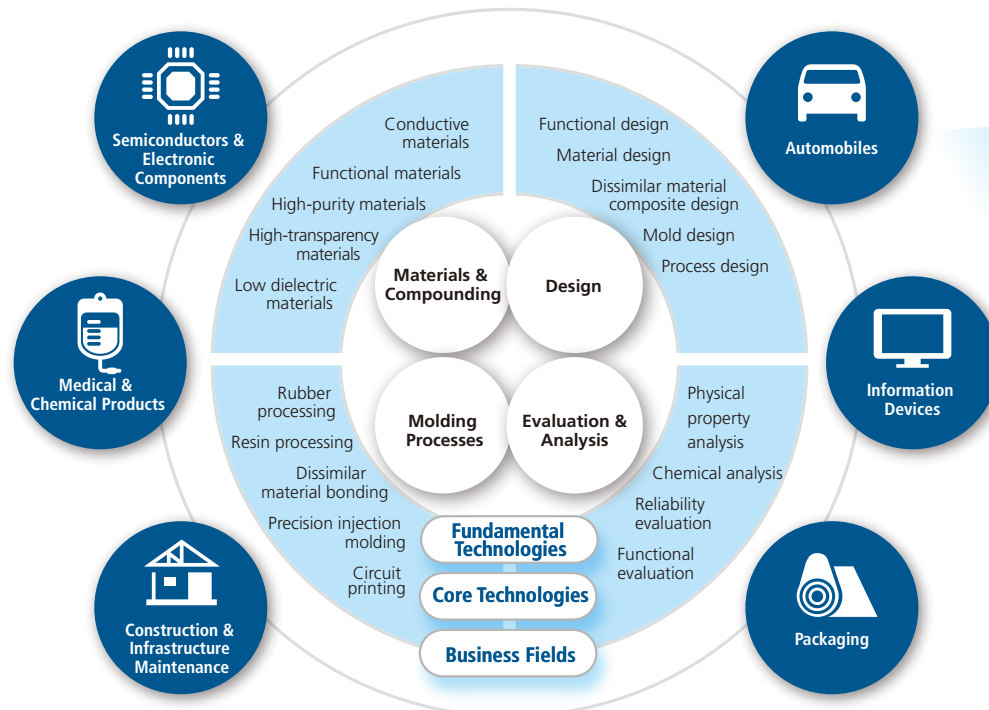 Semiconductors &
Electronic
Components
Automobiles
Conductive
materials
Functional materials
High-purity materials
High-transparency
materials
Low dielectric
materials
Functional design
Material design
Dissimilar material
composite design
Mold design
Process design
Materials &
Compounding
Design
Medical &
Chemical Products
Information
Devices
Molding
Processes
Evaluation &
Analysis
Rubber
processing
Resin processing
Dissimilar
material bonding
Precision injection
molding
Circuit
printing
Physical
property
analysis
Chemical analysis
Reliability
evaluation
Functional
evaluation
Fundamental
Technologies
Core Technologies
Business Fields
Construction &
Infrastructure
Maintenance
Packaging